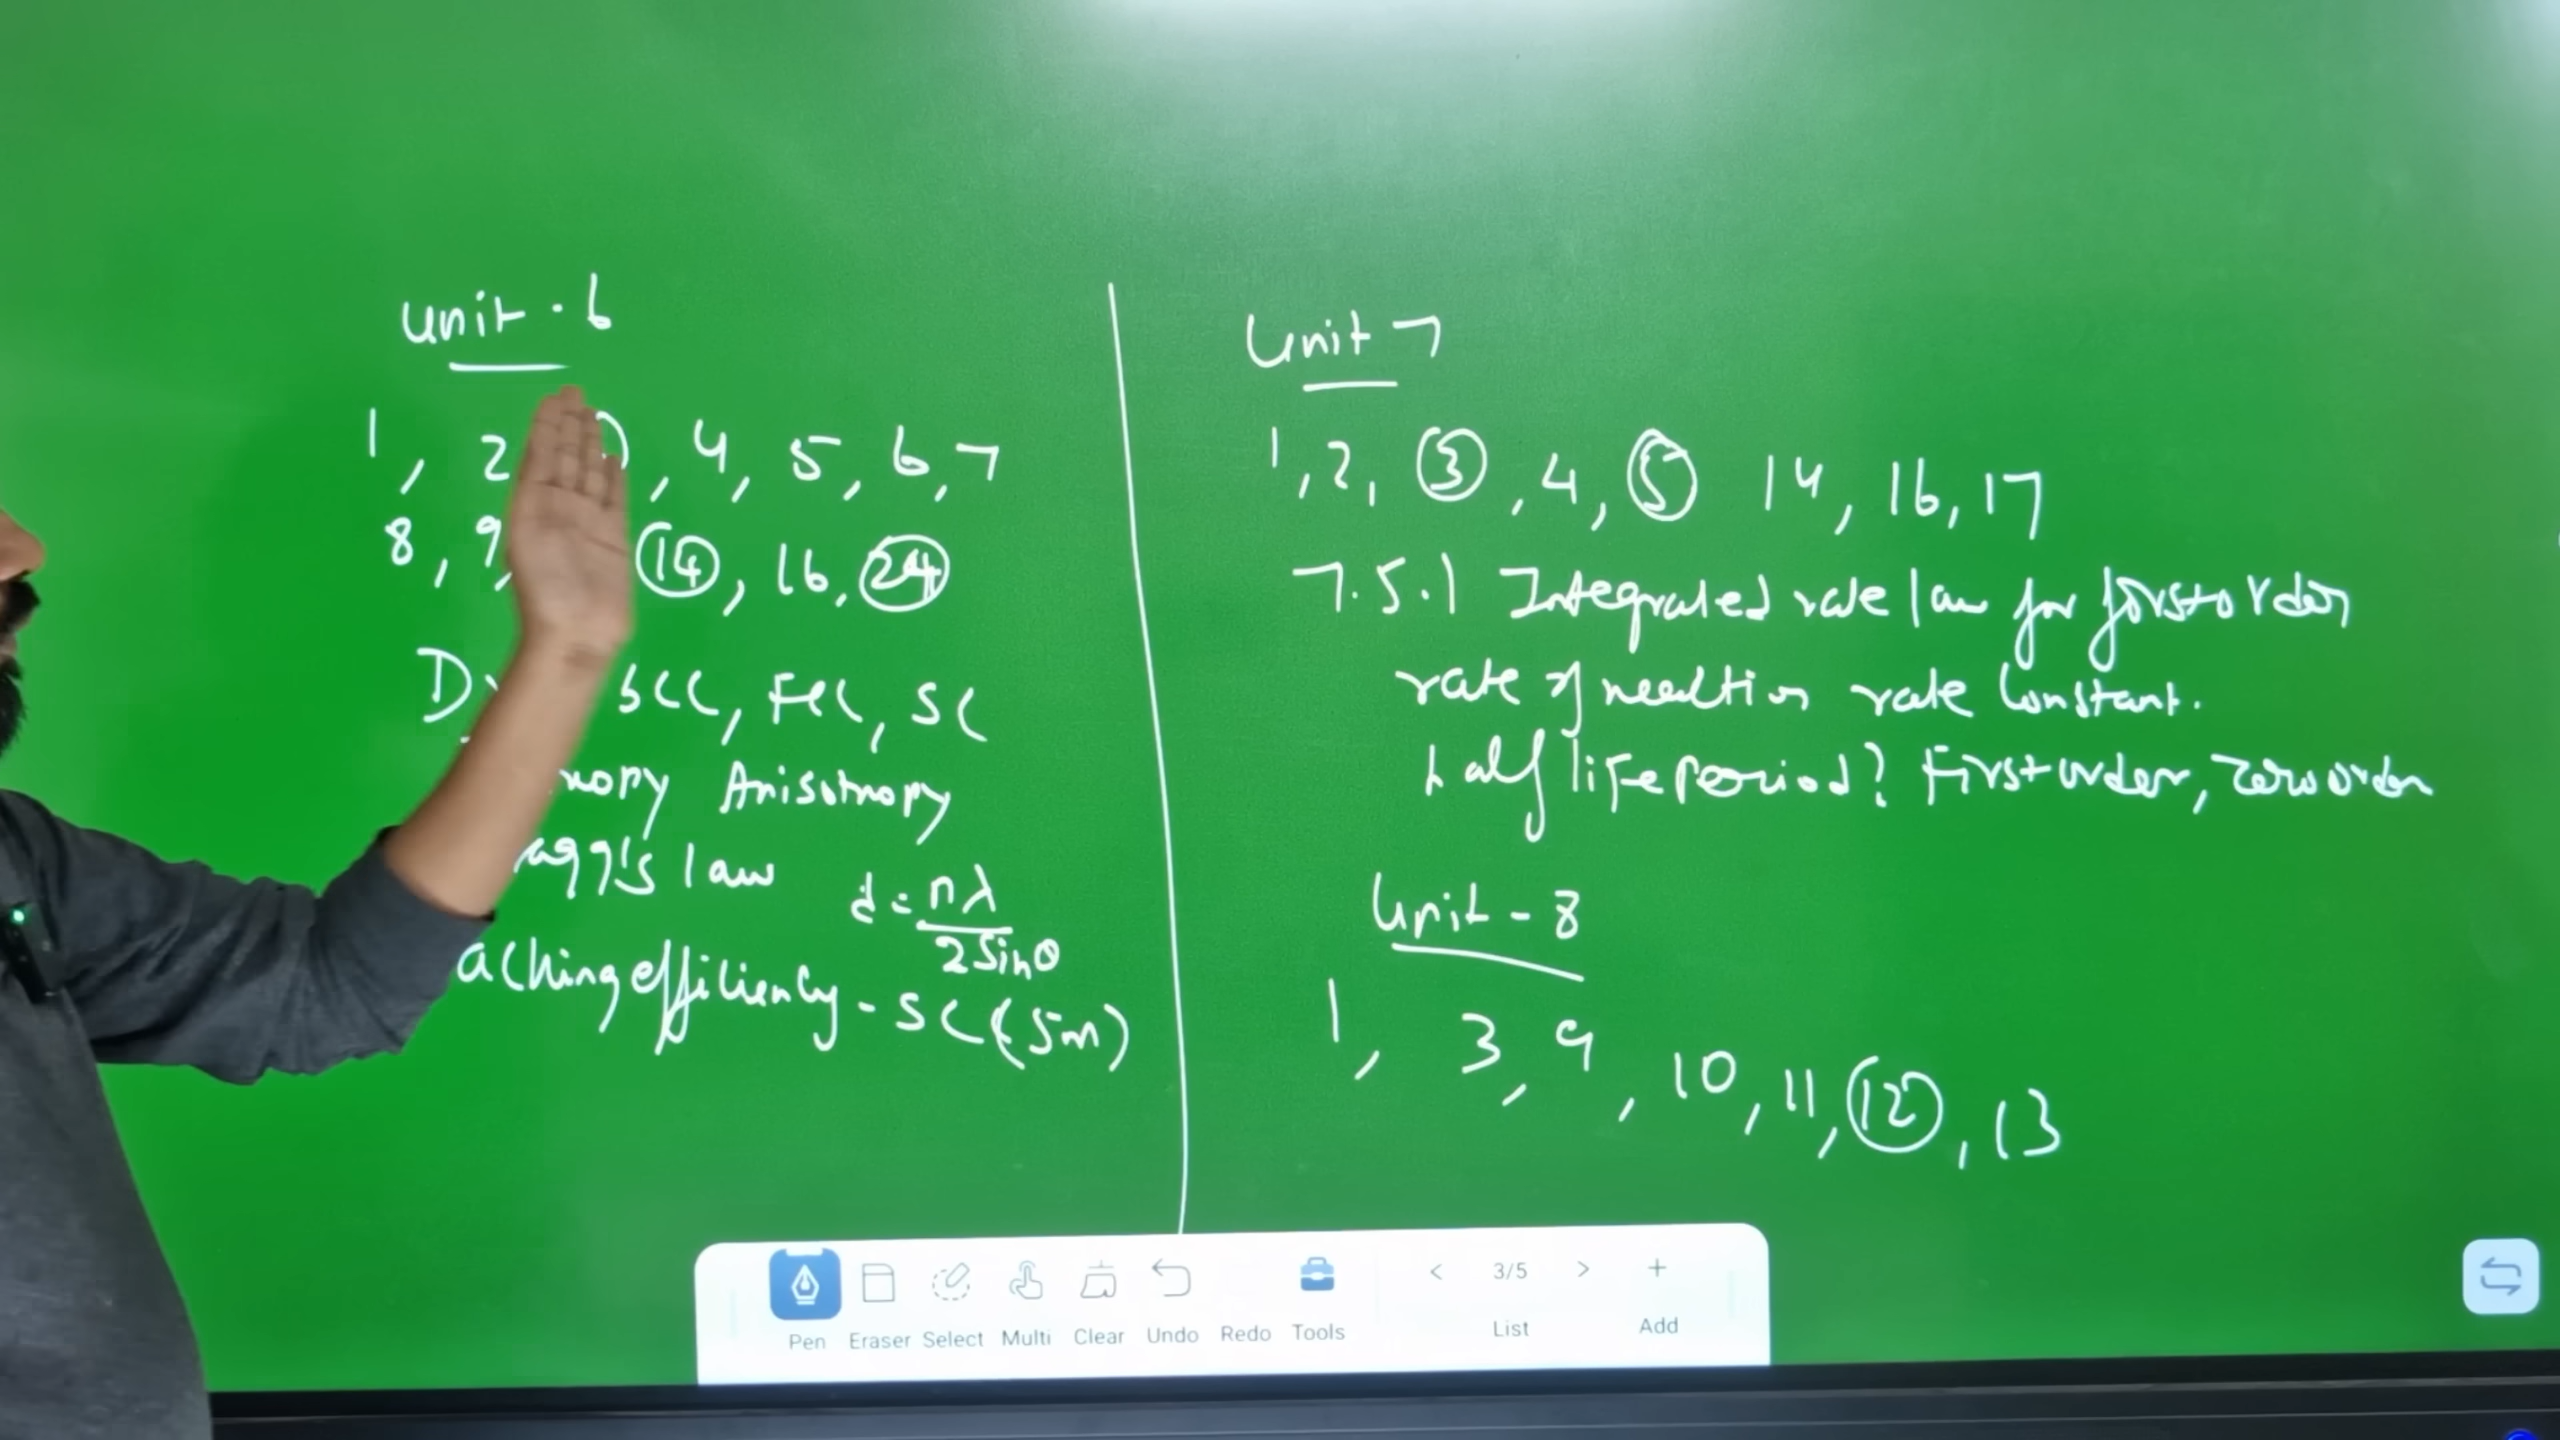 unit - 6
1, 2, 4, 5, 6, 7
8, 9, 14, 16, 24
BCC, FCC, SC
Anisotropy
law d = nλ / 2 Sinθ
efficiency - SC (5m)
Unit 7
1, 2, 3, 4, 5 14, 16, 17
7.5.1 Integrated rate law for first order
rate of reaction rate Constant.
half life period? First order, zero order
Unit - 8
1, 3, 9, 10, 11, 12, 13
Pen Eraser Select Multi Clear Undo Redo Tools < 3/5 > List + Add